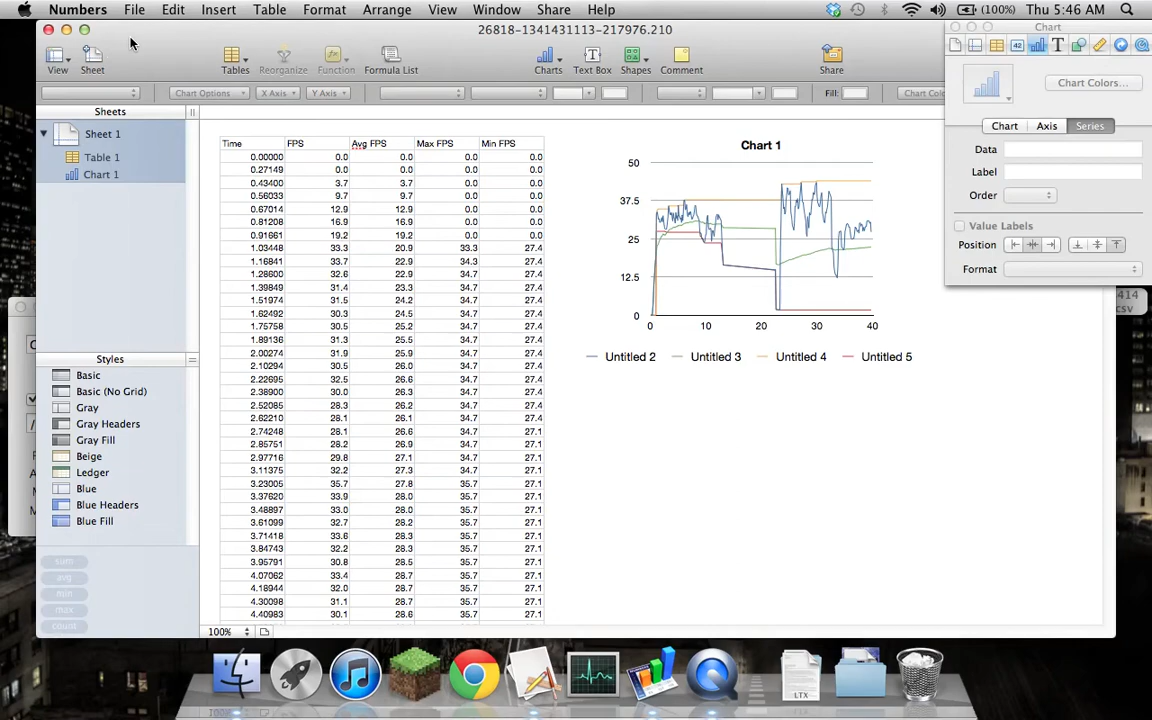 Numbers File Edit Insert Table Format Arrange View Window Share Help (100%) Thu 5:46 AM
26818-1341431113-217976.210
Chart
View Sheet Tables Reorganize Function Formula List Charts Text Box Shapes Comment Share
Chart Colors...
Chart Options X Axis Y Axis Fill: Chart Colo
Sheets
Chart Axis Series
Sheet 1
Table 1
Chart 1
Data
Label
Order
Value Labels
Position
Format
Time FPS Avg FPS Max FPS Min FPS
0.00000 0.0 0.0 0.0 0.0
0.27149 0.0 0.0 0.0 0.0
0.43400 3.7 3.7 0.0 0.0
0.56033 9.7 9.7 0.0 0.0
0.67014 12.9 12.9 0.0 0.0
0.81208 16.9 16.9 0.0 0.0
0.91661 19.2 19.2 0.0 0.0
1.03448 33.3 20.9 33.3 27.4
1.16841 33.7 22.9 34.3 27.4
1.28600 32.6 22.9 34.3 27.4
1.39849 31.4 23.3 34.7 27.4
1.51974 31.5 24.2 34.7 27.4
1.62492 30.3 24.5 34.7 27.4
1.75758 30.5 25.2 34.7 27.4
1.89136 31.3 25.5 34.7 27.4
2.00274 31.9 25.9 34.7 27.4
2.10294 30.5 26.0 34.7 27.4
2.22695 32.5 26.6 34.7 27.4
2.38900 30.0 26.3 34.7 27.4
2.52085 28.3 26.2 34.7 27.4
2.62210 28.1 26.1 34.7 27.4
2.74248 28.1 26.6 34.7 27.1
2.85751 28.2 26.9 34.7 27.1
2.97716 29.8 27.1 34.7 27.1
3.11375 32.2 27.3 34.7 27.1
3.23005 35.7 27.8 35.7 27.1
3.37620 33.9 28.0 35.7 27.1
3.48897 33.0 28.0 35.7 27.1
3.61099 32.7 28.2 35.7 27.1
3.71418 33.6 28.3 35.7 27.1
3.84743 32.2 28.3 35.7 27.1
3.95791 30.8 28.5 35.7 27.1
4.07062 33.4 28.7 35.7 27.1
4.18944 32.0 28.7 35.7 27.1
4.30098 31.1 28.7 35.7 27.1
4.40983 30.1 28.6 35.7 27.1
Chart 1
50
37.5
25
12.5
0
0 10 20 30 40
Untitled 2 Untitled 3 Untitled 4 Untitled 5
414
csv
Styles
Basic
Basic (No Grid)
Gray
Gray Headers
Gray Fill
Beige
Ledger
Blue
Blue Headers
Blue Fill
sum
avg
min
max
count
100%
LTX